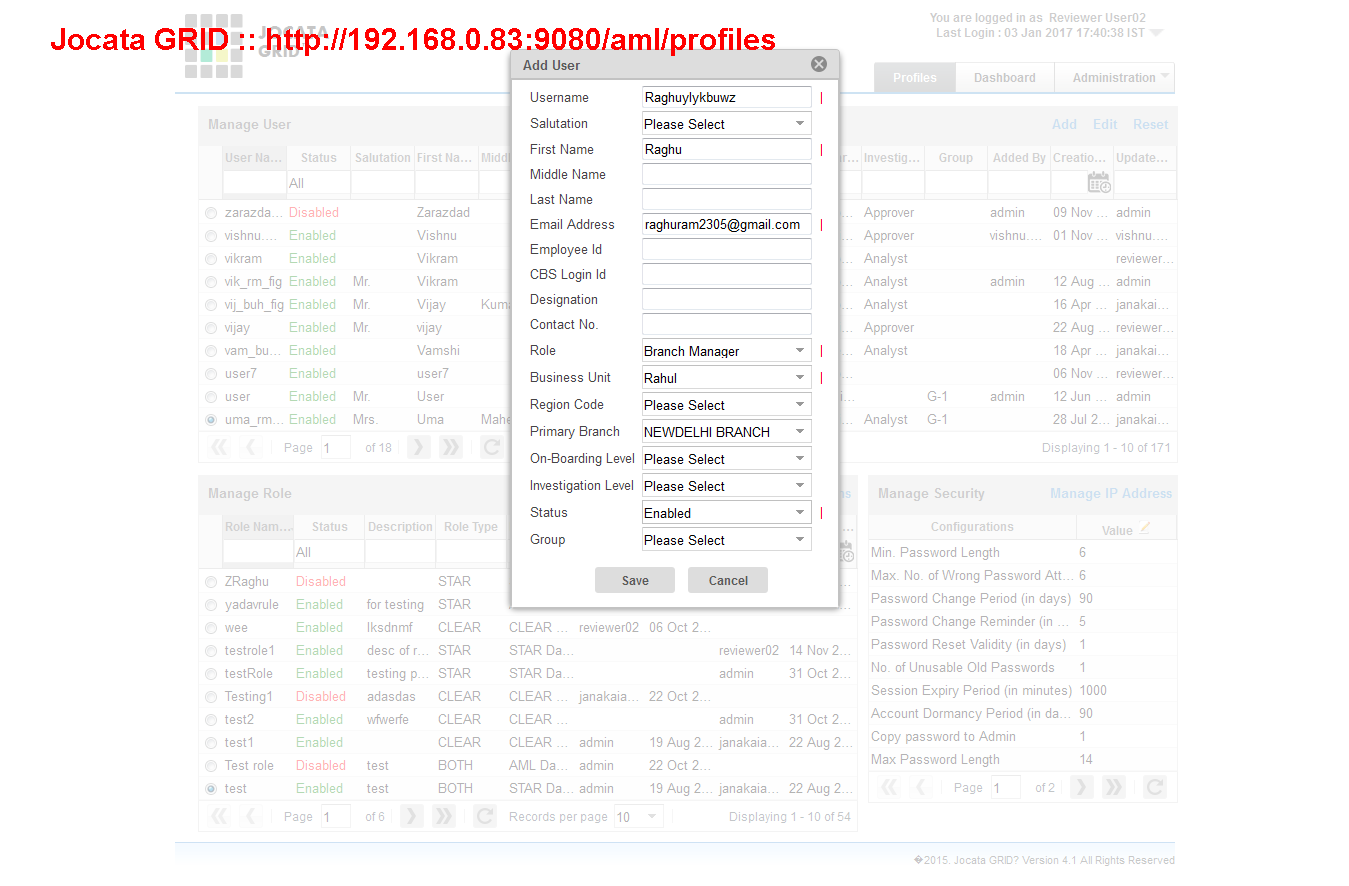 You are logged in as Reviewer User02
Last Login : 03 Jan 2017 17:40:38 IST
JOCATA
GRID
Jocata GRID :: http://192.168.0.83:9080/aml/profiles
Profiles Dashboard Administration
Add User
Username Raghuylykbuwz
Salutation Please Select
First Name Raghu
Middle Name
Last Name
Email Address raghuram2305@gmail.com
Employee Id
CBS Login Id
Designation
Contact No.
Role Branch Manager
Business Unit Rahul
Region Code Please Select
Primary Branch NEWDELHI BRANCH
On-Boarding Level Please Select
Investigation Level Please Select
Status Enabled
Group Please Select
Save Cancel
Manage User Add Edit Reset
User Na... Status Salutation First Na... Midd Investig... Group Added By Creatio... Update...
All
zarazda... Disabled Zarazdad Approver admin 09 Nov ... admin
vishnu.... Enabled Vishnu Approver vishnu.... 01 Nov ... vishnu....
vikram Enabled Vikram Analyst reviewer...
vik_rm_fig Enabled Mr. Vikram Analyst admin 12 Aug ... admin
vij_buh_fig Enabled Mr. Vijay Kuma Analyst 16 Apr ... janakai...
vijay Enabled Mr. vijay Approver 22 Aug ... reviewer...
vam_bu... Enabled Vamshi Analyst 18 Apr ... janakai...
user7 Enabled user7 06 Nov ... reviewer...
user Enabled Mr. User G-1 admin 12 Jun ... admin
uma_rm... Enabled Mrs. Uma Mahe Analyst G-1 28 Jul 2... janakai...
Page 1 of 18 Displaying 1 - 10 of 171
Manage Role
Role Nam... Status Description Role Type
All
ZRaghu Disabled STAR
yadavrule Enabled for testing STAR
wee Enabled lksdnmf CLEAR CLEAR ... reviewer02 06 Oct 2...
testrole1 Enabled desc of r... STAR STAR Da... reviewer02 14 Nov 2...
testRole Enabled testing p... STAR STAR Da... admin 31 Oct 2...
Testing1 Disabled adasdas CLEAR CLEAR ... janakaia... 22 Oct 2...
test2 Enabled wfwerfe CLEAR CLEAR ... admin 31 Oct 2...
test1 Enabled CLEAR CLEAR ... admin 19 Aug 2... janakaia... 22 Aug 2...
Test role Disabled test BOTH AML Da... admin 22 Oct 2...
test Enabled test BOTH STAR Da... admin 19 Aug 2... janakaia... 22 Aug 2...
Page 1 of 6 Records per page 10 Displaying 1 - 10 of 54
Manage Security Manage IP Address
Configurations Value
Min. Password Length 6
Max. No. of Wrong Password Att... 6
Password Change Period (in days) 90
Password Change Reminder (in ... 5
Password Reset Validity (in days) 1
No. of Unusable Old Passwords 1
Session Expiry Period (in minutes) 1000
Account Dormancy Period (in da... 90
Copy password to Admin 1
Max Password Length 14
Page 1 of 2
�2015. Jocata GRID? Version 4.1 All Rights Reserved